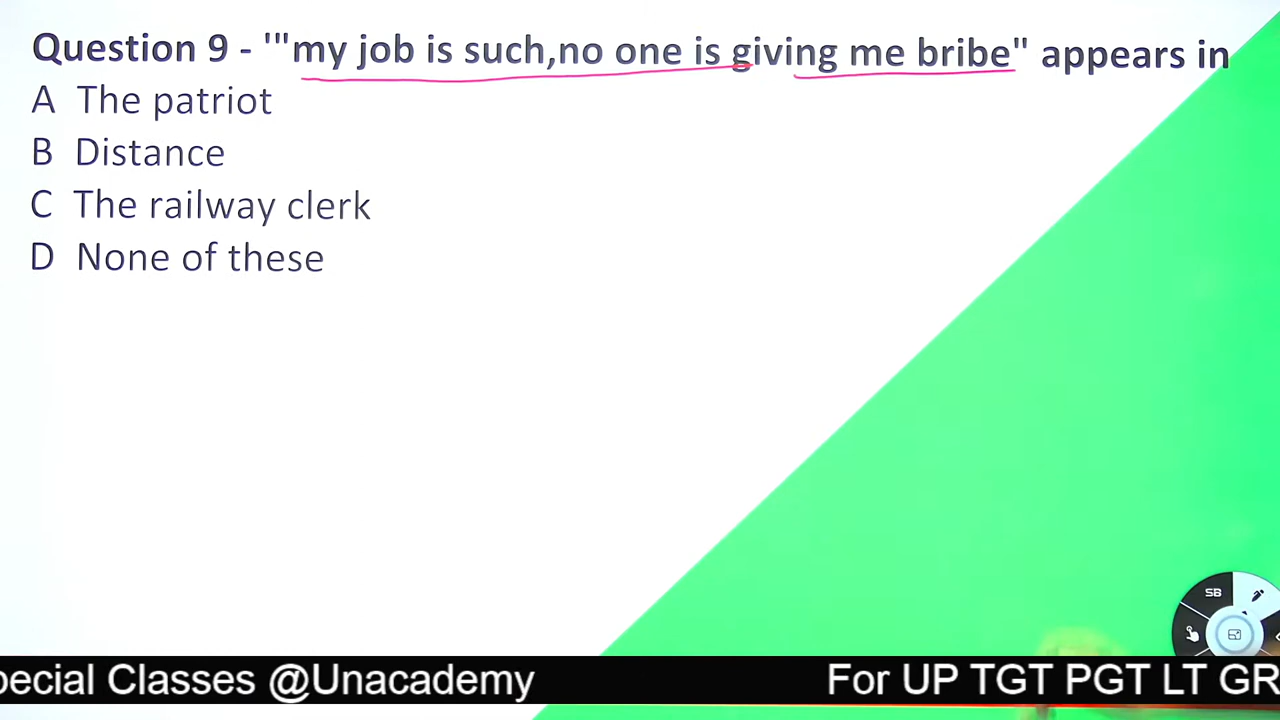 Question 9 - '"my job is such,no one is giving me bribe" appears in
A The patriot
B Distance
C The railway clerk
D None of these
SB
pecial Classes @Unacademy
For UP TGT PGT LT GR